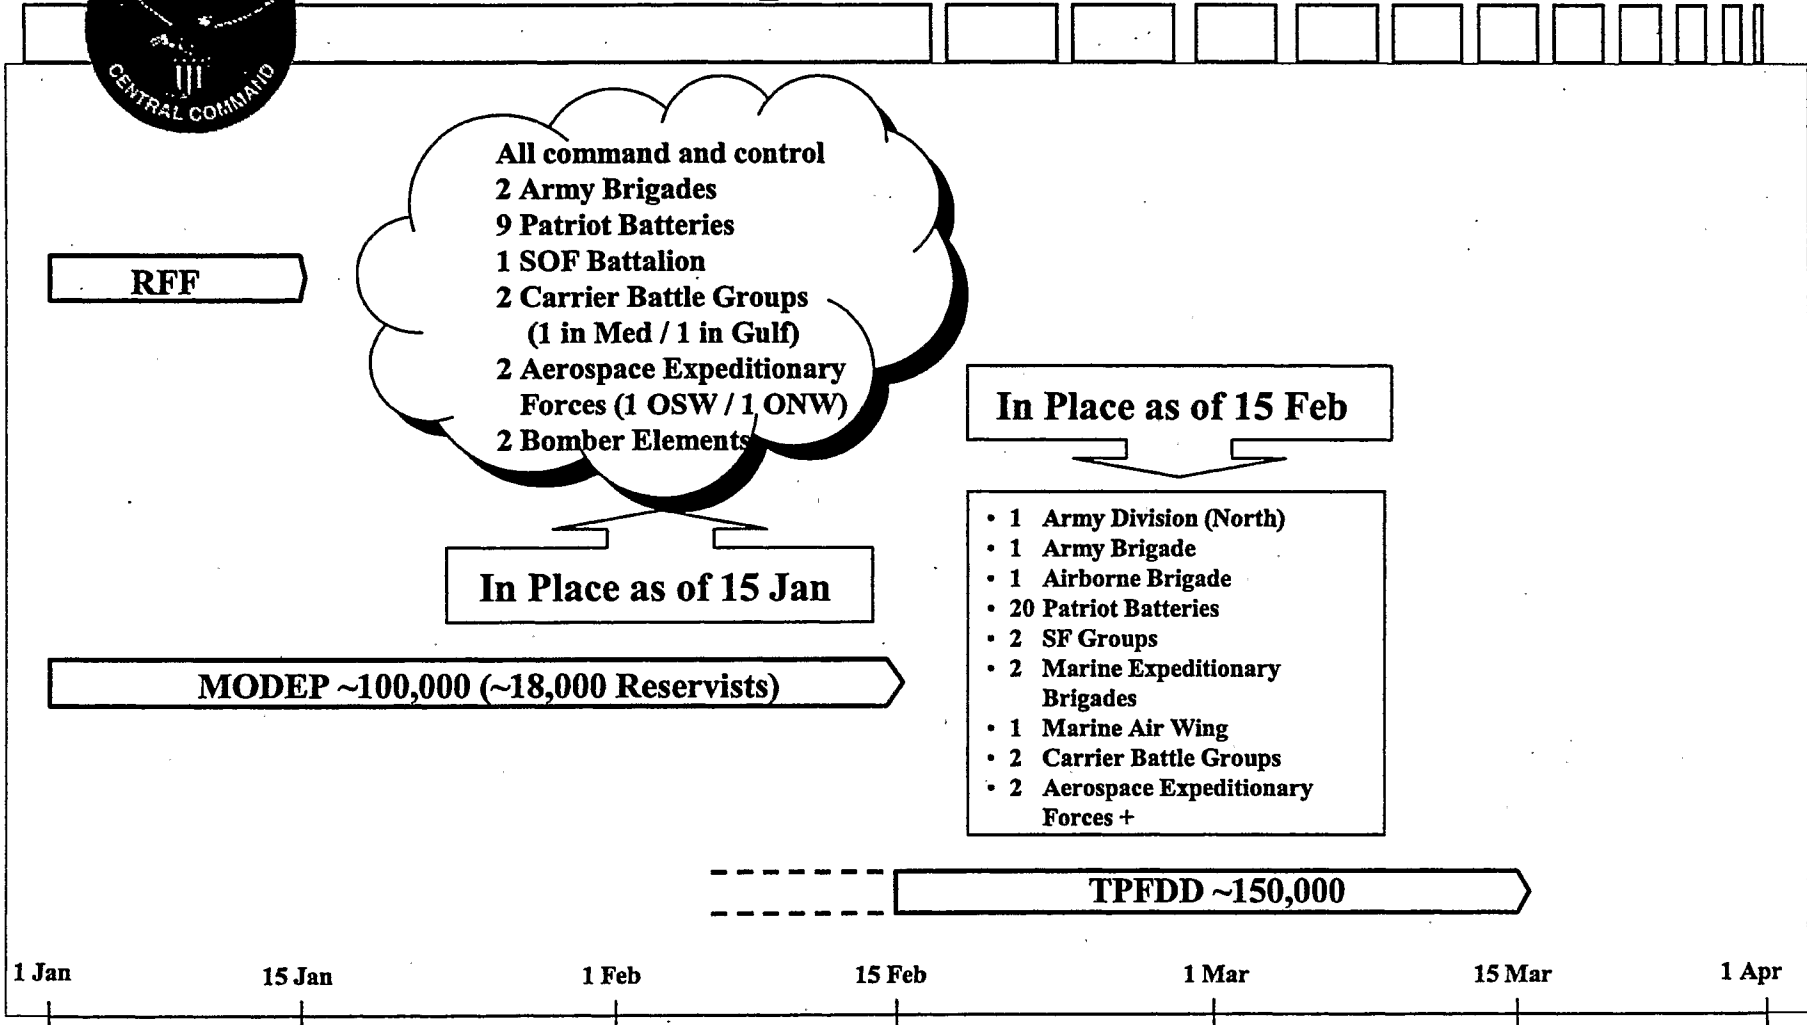 CENTRAL COMMAND
All command and control
2 Army Brigades
9 Patriot Batteries
1 SOF Battalion
2 Carrier Battle Groups
(1 in Med / 1 in Gulf)
2 Aerospace Expeditionary
Forces (1 OSW / 1 ONW)
2 Bomber Elements
RFF
In Place as of 15 Jan
In Place as of 15 Feb
• 1 Army Division (North)
• 1 Army Brigade
• 1 Airborne Brigade
• 20 Patriot Batteries
• 2 SF Groups
• 2 Marine Expeditionary
Brigades
• 1 Marine Air Wing
• 2 Carrier Battle Groups
• 2 Aerospace Expeditionary
Forces +
MODEP ~100,000 (~18,000 Reservists)
TPFDD ~150,000
1 Jan 15 Jan 1 Feb 15 Feb 1 Mar 15 Mar 1 Apr